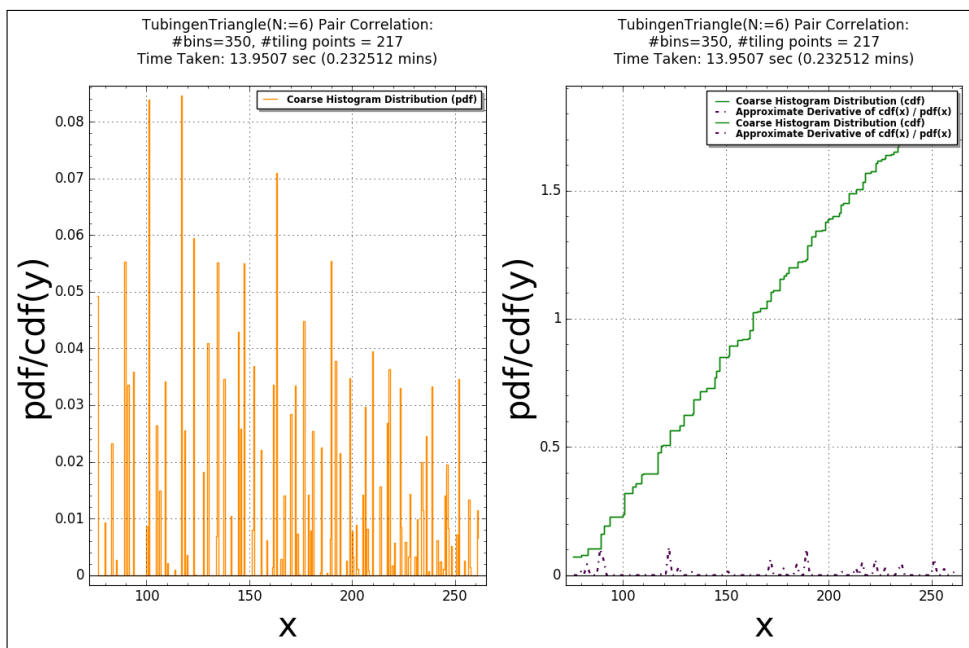 TubingenTriangle(N:=6) Pair Correlation:
#bins=350, #tiling points = 217
Time Taken: 13.9507 sec (0.232512 mins)
Coarse Histogram Distribution (pdf)
pdf/cdf(y)
0.08
0.07
0.06
0.05
0.04
0.03
0.02
0.01
0
100
150
200
250
x
TubingenTriangle(N:=6) Pair Correlation:
#bins=350, #tiling points = 217
Time Taken: 13.9507 sec (0.232512 mins)
Coarse Histogram Distribution (cdf)
Approximate Derivative of cdf(x) / pdf(x)
Coarse Histogram Distribution (cdf)
Approximate Derivative of cdf(x) / pdf(x)
pdf/cdf(y)
1.5
1
0.5
0
100
150
200
250
x